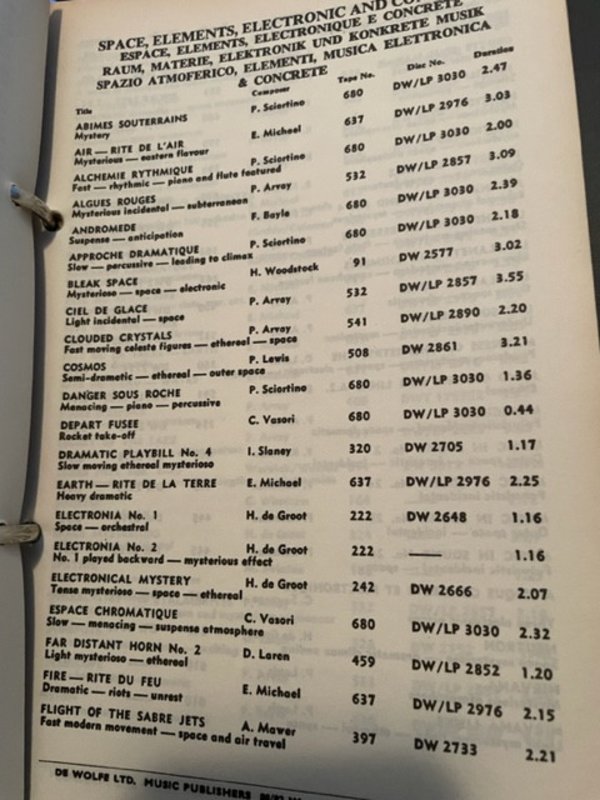 SPACE, ELEMENTS, ELECTRONIC AND
ESPACE, ELEMENTS, ELECTRONIQUE E CONCRETE
RAUM, MATERIE, ELEKTRONIK UND KONKRETE MUSIK
SPAZIO ATMOFERICO, ELEMENTI, MUSICA ELETTRONICA
& CONCRETE
Title Composer Tape No. Disc No. Duration
ABIMES SOUTERRAINS P. Sciortino 680 DW/LP 3030 2.47
Mystery
AIR — RITE DE L'AIR E. Michael 637 DW/LP 2976 3.03
Mysterious — eastern flavour
ALCHEMIE RYTHMIQUE P. Sciortino 680 DW/LP 3030 2.00
Fast — rhythmic — piano and flute featured
ALGUES ROUGES P. Arvay 532 DW/LP 2857 3.09
Mysterious incidental — subterranean
ANDROMEDE F. Bayle 680 DW/LP 3030 2.39
Suspense — anticipation
APPROCHE DRAMATIQUE P. Sciortino 680 DW/LP 3030 2.18
Slow — percussive — leading to climax
BLEAK SPACE H. Woodstock 91 DW 2577 3.02
Mysterioso — space — electronic
CIEL DE GLACE P. Arvay 532 DW/LP 2857 3.55
Light incidental — space
CLOUDED CRYSTALS P. Arvay 541 DW/LP 2890 2.20
Fast moving celeste figures — ethereal — space
COSMOS P. Lewis 508 DW 2861 3.21
Semi-dramatic — ethereal — outer space
DANGER SOUS ROCHE P. Sciortino 680 DW/LP 3030 1.36
Menacing — piano — percussive
DEPART FUSEE C. Vasori 680 DW/LP 3030 0.44
Rocket take-off
DRAMATIC PLAYBILL No. 4 I. Slaney 320 DW 2705 1.17
Slow moving ethereal mysterioso
EARTH — RITE DE LA TERRE E. Michael 637 DW/LP 2976 2.25
Heavy dramatic
ELECTRONIA No. 1 H. de Groot 222 DW 2648 1.16
Space — orchestral
ELECTRONIA No. 2 H. de Groot 222 —— 1.16
No. 1 played backward — mysterious effect
ELECTRONICAL MYSTERY H. de Groot 242 DW 2666 2.07
Tense mysterioso — space — ethereal
ESPACE CHROMATIQUE C. Vasori 680 DW/LP 3030 2.32
Slow — menacing — suspense atmosphere
FAR DISTANT HORN No. 2 D. Laren 459 DW/LP 2852 1.20
Light mysterioso — ethereal
FIRE — RITE DU FEU E. Michael 637 DW/LP 2976 2.15
Dramatic — riots — unrest
FLIGHT OF THE SABRE JETS A. Mawer 397 DW 2733 2.21
Fast modern movement — space and air travel
DE WOLFE LTD. MUSIC PUBLISHERS